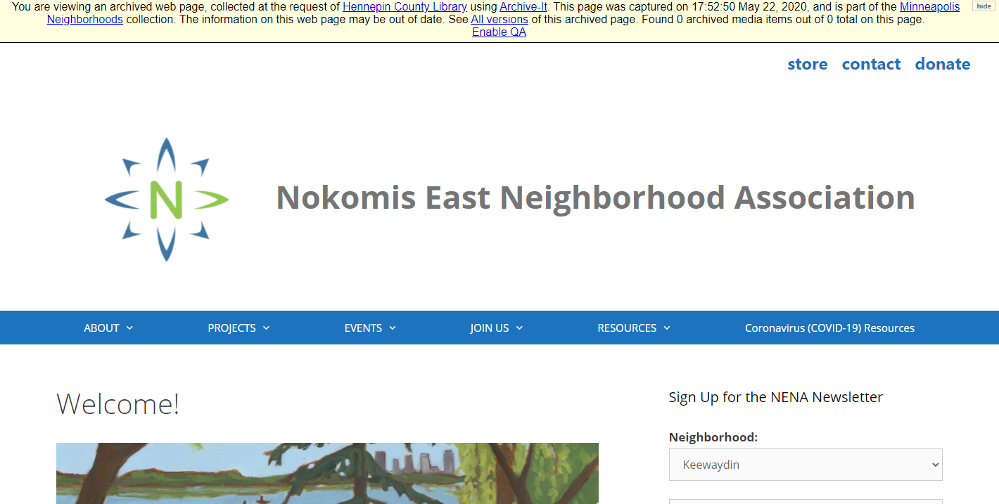 You are viewing an archived web page, collected at the request of Hennepin County Library using Archive-It. This page was captured on 17:52:50 May 22, 2020, and is part of the Minneapolis
Neighborhoods collection. The information on this web page may be out of date. See All versions of this archived page. Found 0 archived media items out of 0 total on this page.
Enable QA
hide
store contact donate
N
Nokomis East Neighborhood Association
ABOUT PROJECTS EVENTS JOIN US RESOURCES Coronavirus (COVID-19) Resources
Welcome!
Sign Up for the NENA Newsletter
Neighborhood:
Keewaydin